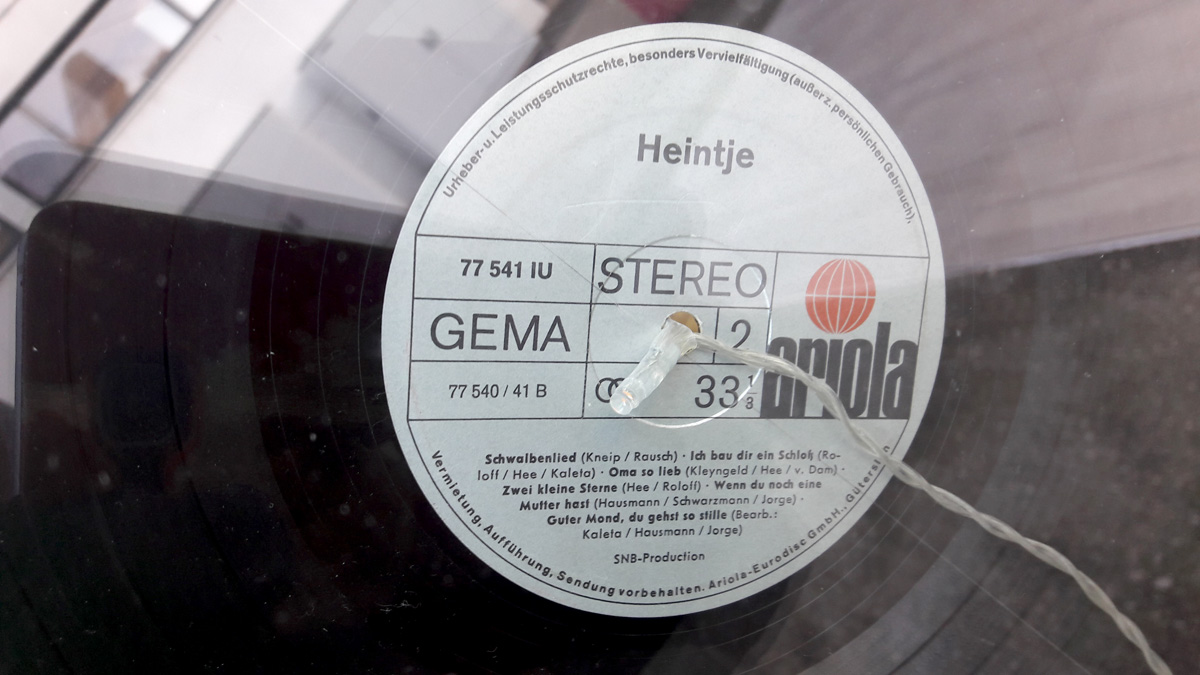 Urheber- u. Leistungsschutzrechte, besonders Vervielfältigung (außer z. persönlichen Gebrauch),
Heintje
77 541 IU
STEREO
GEMA
2
ariola
77 540 / 41 B
33 1/3
Schwalbenlied (Kneip / Rausch) · Ich bau dir ein Schloß (Ro-
loff / Hee / Kaleta) · Oma so lieb (Kleyngeld / Hee / v. Dam) ·
Zwei kleine Sterne (Hee / Roloff) · Wenn du noch eine
Mutter hast (Hausmann / Schwarzmann / Jorge) ·
Guter Mond, du gehst so stille (Bearb.:
Kaleta / Hausmann / Jorge)
SNB-Production
Vermietung, Aufführung, Sendung vorbehalten. Ariola-Eurodisc GmbH.,